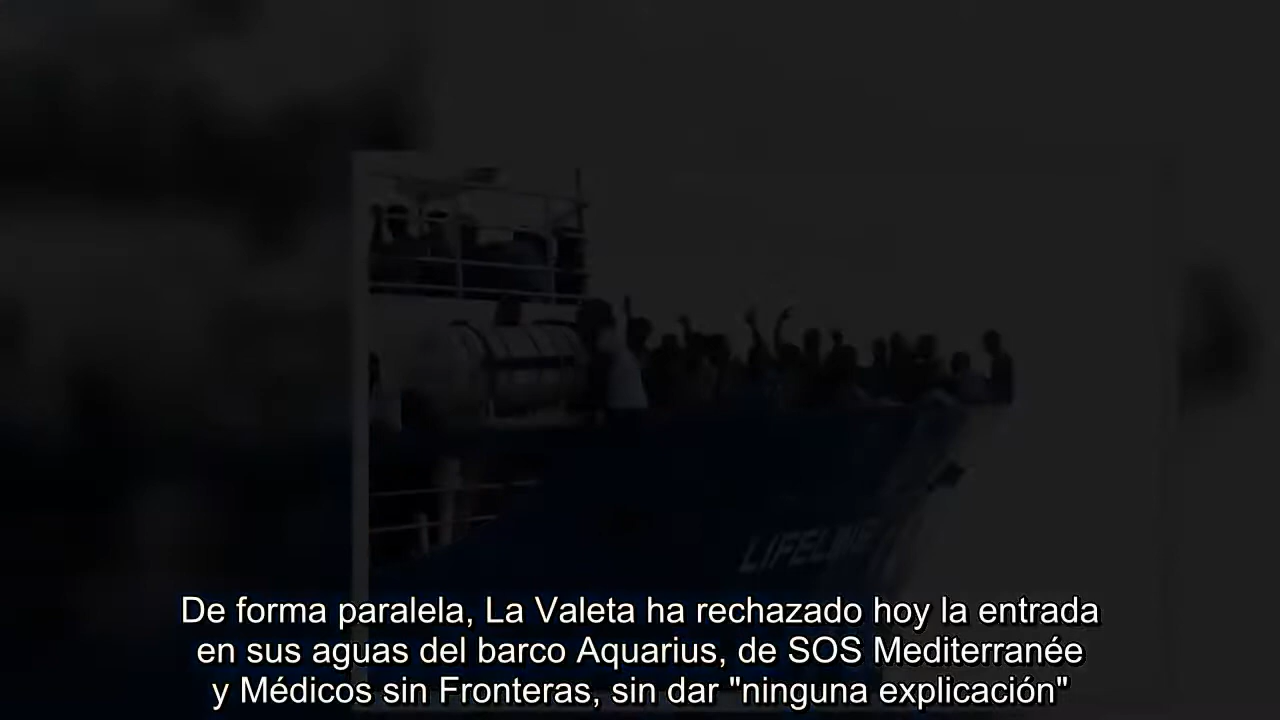 LIFELINE
De forma paralela, La Valeta ha rechazado hoy la entrada
en sus aguas del barco Aquarius, de SOS Mediterranée
y Médicos sin Fronteras, sin dar "ninguna explicación"